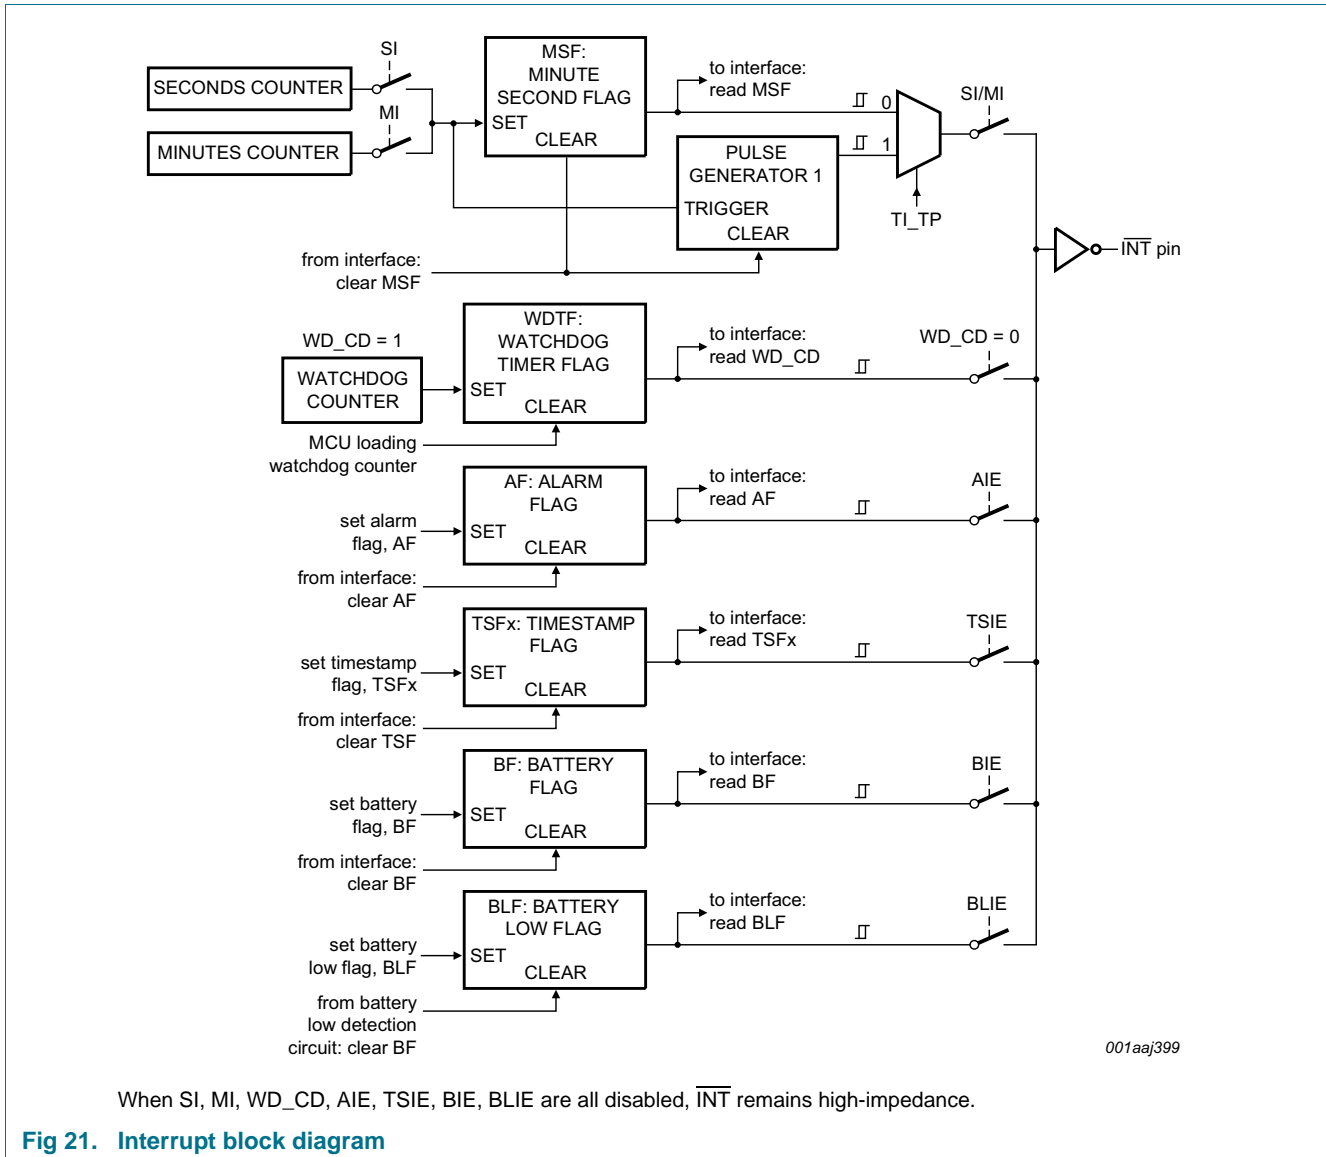 SI
SECONDS COUNTER
MI
MINUTES COUNTER
MSF:
MINUTE
SECOND FLAG
SET
CLEAR
to interface:
read MSF
0
1
SI/MI
PULSE
GENERATOR 1
TRIGGER
CLEAR
TI_TP
INT pin
from interface:
clear MSF
WD_CD = 1
WATCHDOG
COUNTER
WDTF:
WATCHDOG
TIMER FLAG
SET
CLEAR
to interface:
read WD_CD
WD_CD = 0
MCU loading
watchdog counter
AF: ALARM
FLAG
SET
CLEAR
to interface:
read AF
AIE
set alarm
flag, AF
from interface:
clear AF
TSFx: TIMESTAMP
FLAG
SET
CLEAR
to interface:
read TSFx
TSIE
set timestamp
flag, TSFx
from interface:
clear TSF
BF: BATTERY
FLAG
SET
CLEAR
to interface:
read BF
BIE
set battery
flag, BF
from interface:
clear BF
BLF: BATTERY
LOW FLAG
SET
CLEAR
to interface:
read BLF
BLIE
set battery
low flag, BLF
from battery
low detection
circuit: clear BF
001aaj399
When SI, MI, WD_CD, AIE, TSIE, BIE, BLIE are all disabled, INT remains high-impedance.
Fig 21. Interrupt block diagram